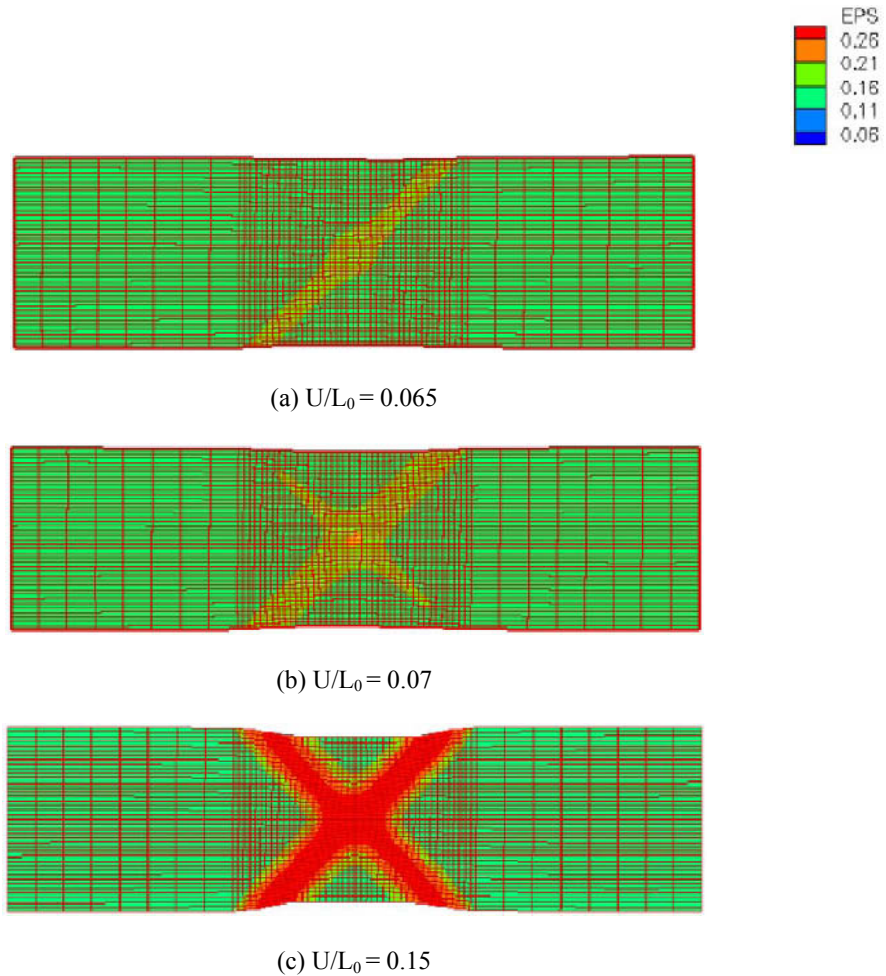 EPS
0.26
0.21
0.16
0.11
0.06
(a) U/L₀ = 0.065
(b) U/L₀ = 0.07
(c) U/L₀ = 0.15